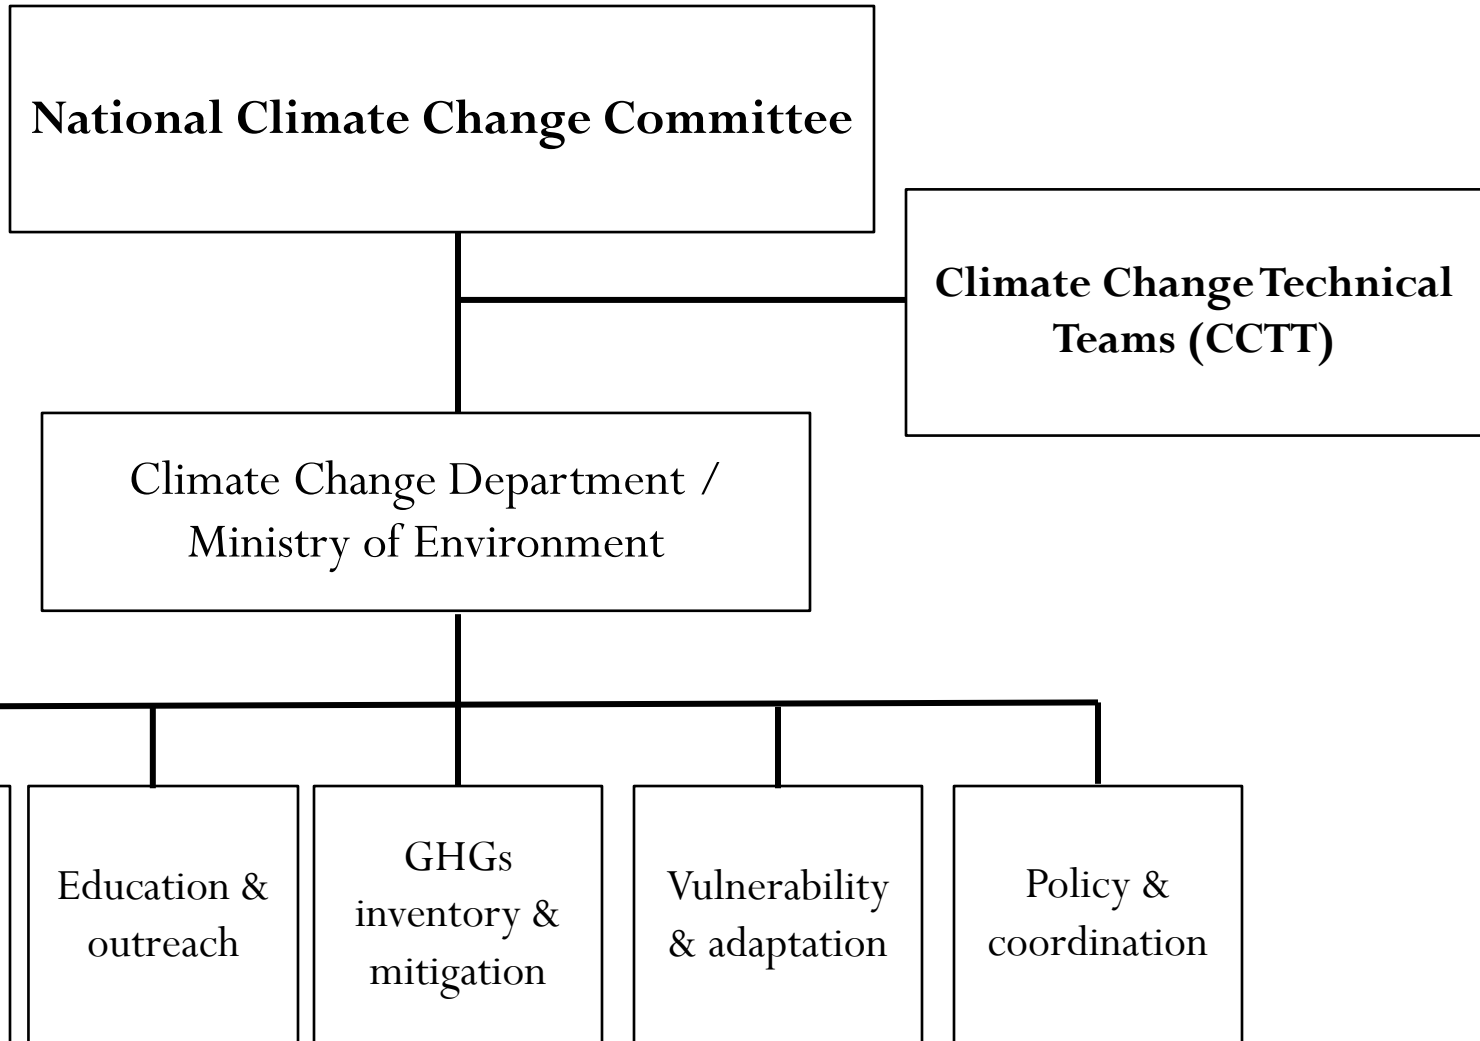 National Climate Change Committee
Climate Change Technical
Teams (CCTT)
Climate Change Department /
Ministry of Environment
Education &
outreach
GHGs
inventory &
mitigation
Vulnerability
& adaptation
Policy &
coordination